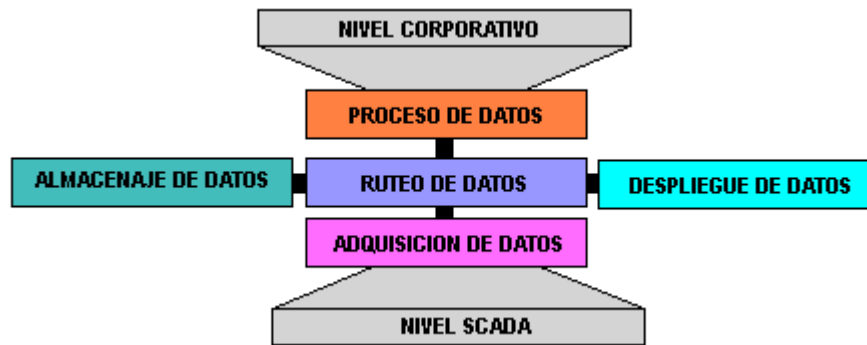 NIVEL CORPORATIVO
PROCESO DE DATOS
ALMACENAJE DE DATOS
RUTEO DE DATOS
DESPLIEGUE DE DATOS
ADQUISICION DE DATOS
NIVEL SCADA